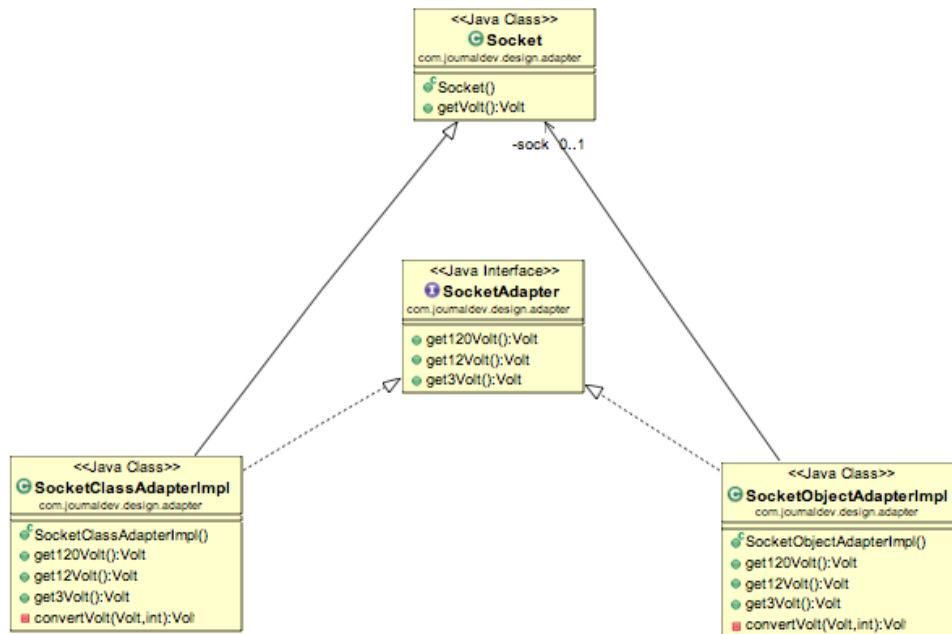 <<Java Class>>
Socket
com.journaldev.design.adapter
Socket()
getVolt():Volt
-sock 0..1
<<Java Interface>>
SocketAdapter
com.journaldev.design.adapter
get120Volt():Volt
get12Volt():Volt
get3Volt():Volt
<<Java Class>>
SocketClassAdapterImpl
com.journaldev.design.adapter
SocketClassAdapterImpl()
get120Volt():Volt
get12Volt():Volt
get3Volt():Volt
convertVolt(Volt,int):Vol
<<Java Class>>
SocketObjectAdapterImpl
com.journaldev.design.adapter
SocketObjectAdapterImpl()
get120Volt():Volt
get12Volt():Volt
get3Volt():Volt
convertVolt(Volt,int):Vol